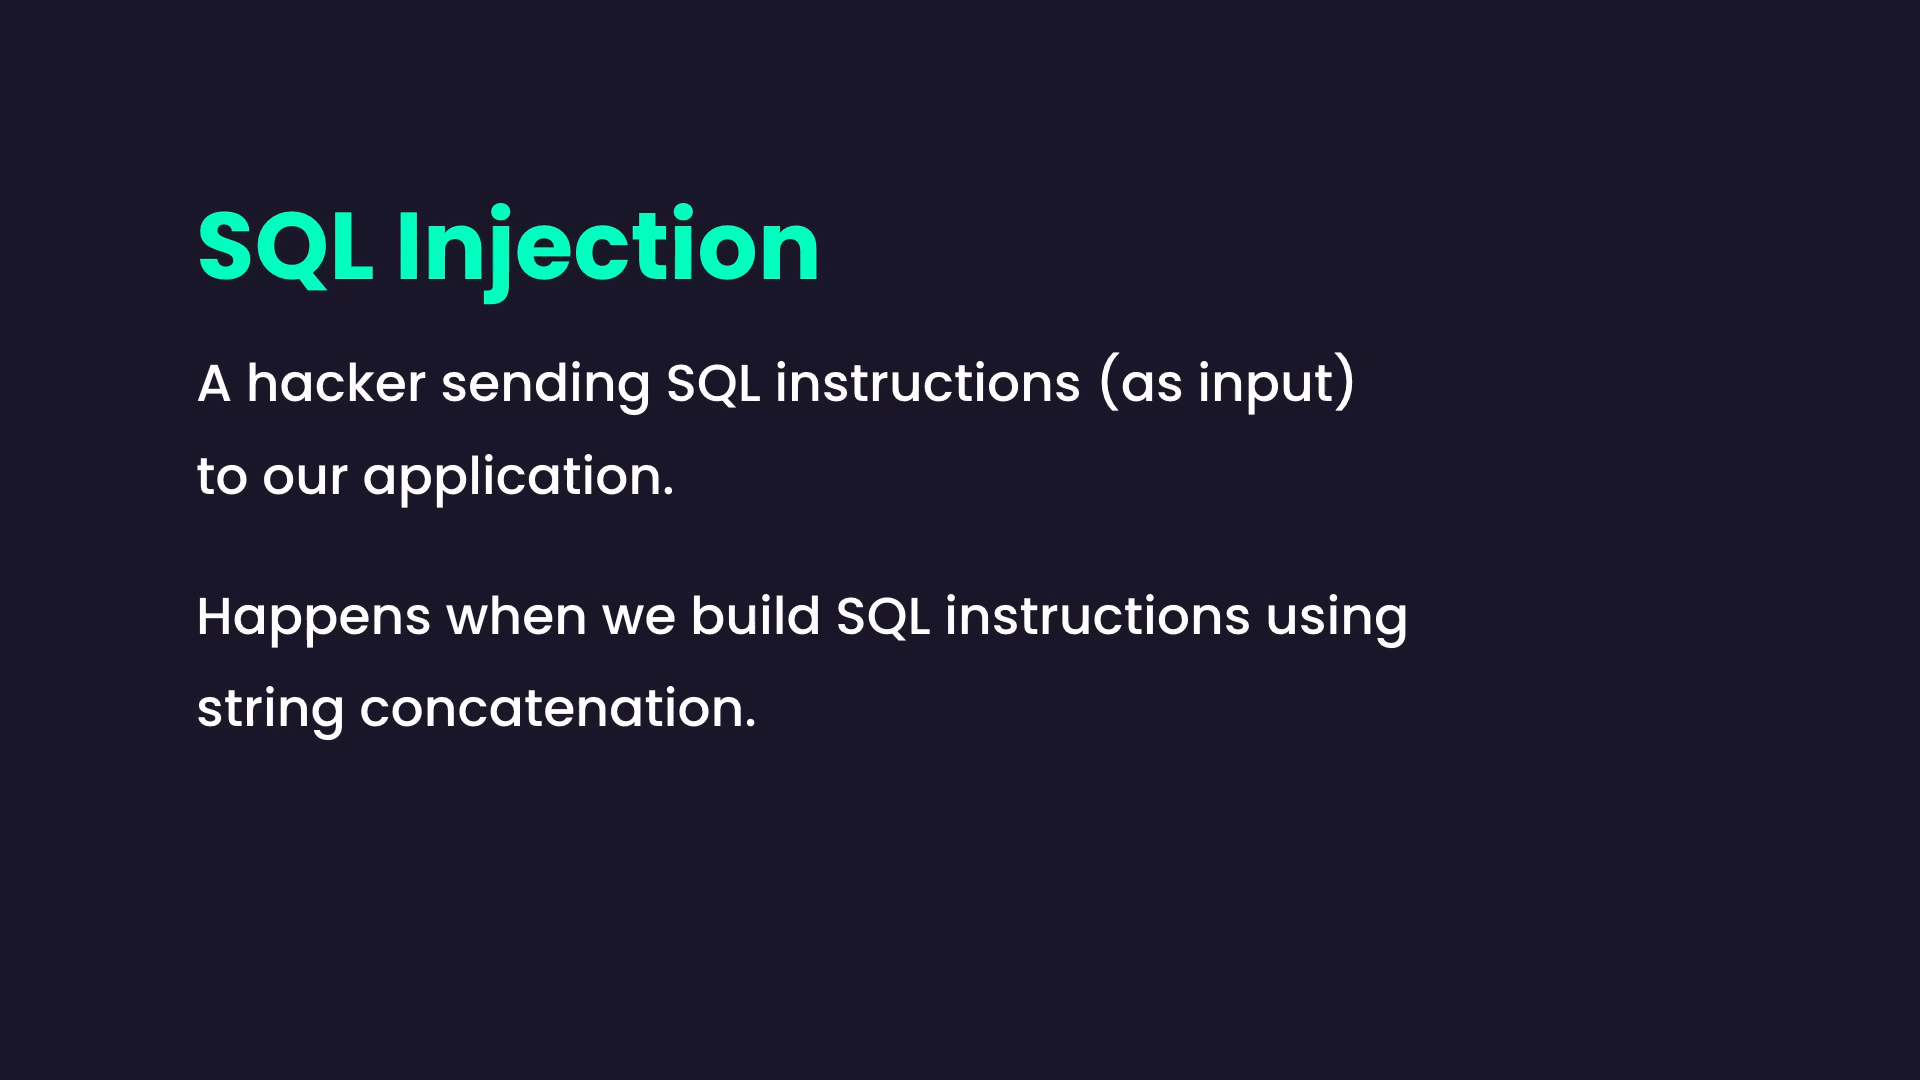 SQL Injection
A hacker sending SQL instructions (as input)
to our application.
Happens when we build SQL instructions using
string concatenation.